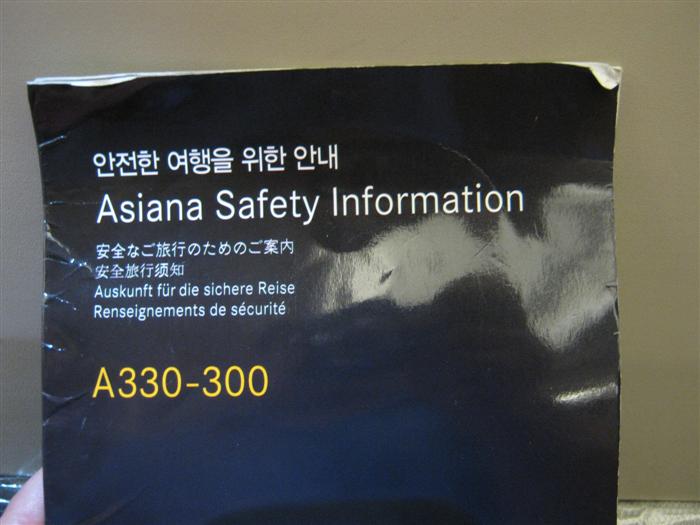 안전한 여행을 위한 안내
Asiana Safety Information
安全なご旅行のためのご案内
安全旅行须知
Auskunft für die sichere Reise
Renseignements de sécurité
A330-300